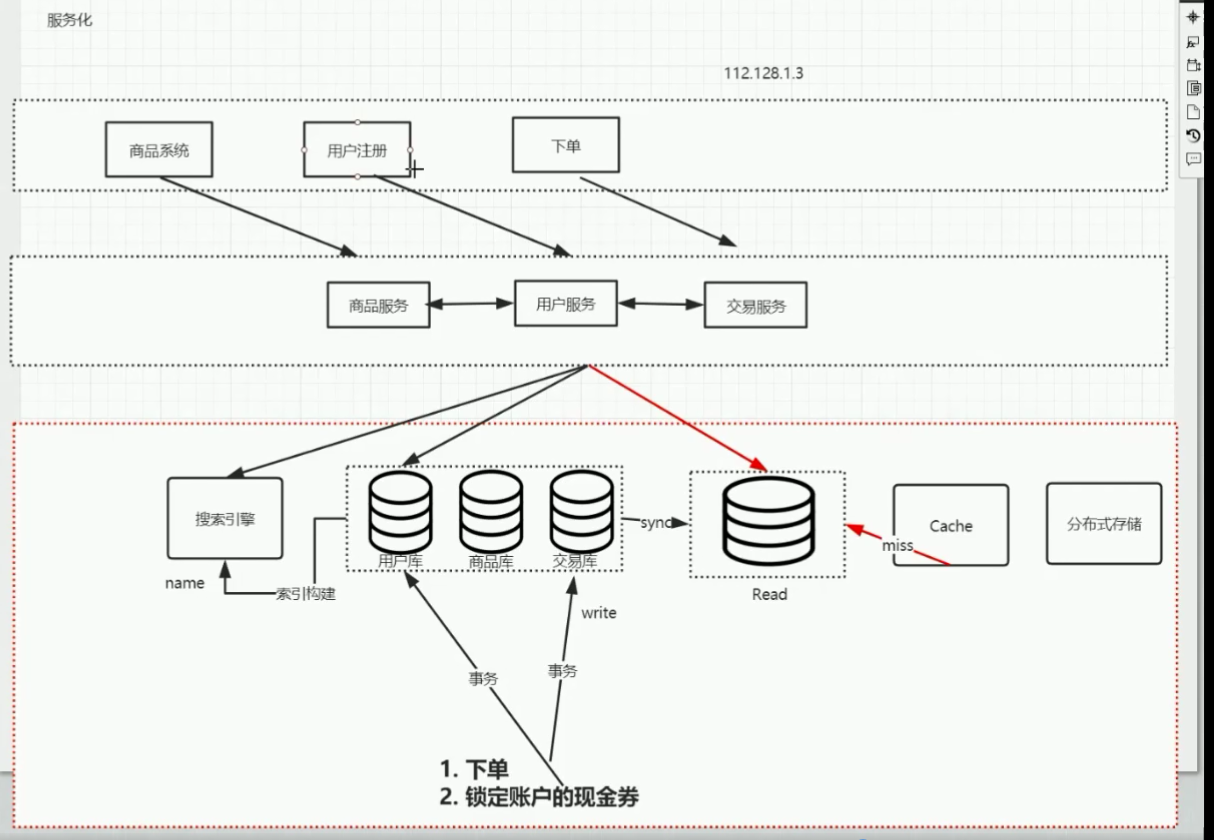 服务化
112.128.1.3
商品系统
用户注册
下单
商品服务
用户服务
交易服务
搜索引擎
用户库
商品库
交易库
sync
Read
miss
Cache
分布式存储
name
索引构建
write
事务
事务
1. 下单
2. 锁定账户的现金券